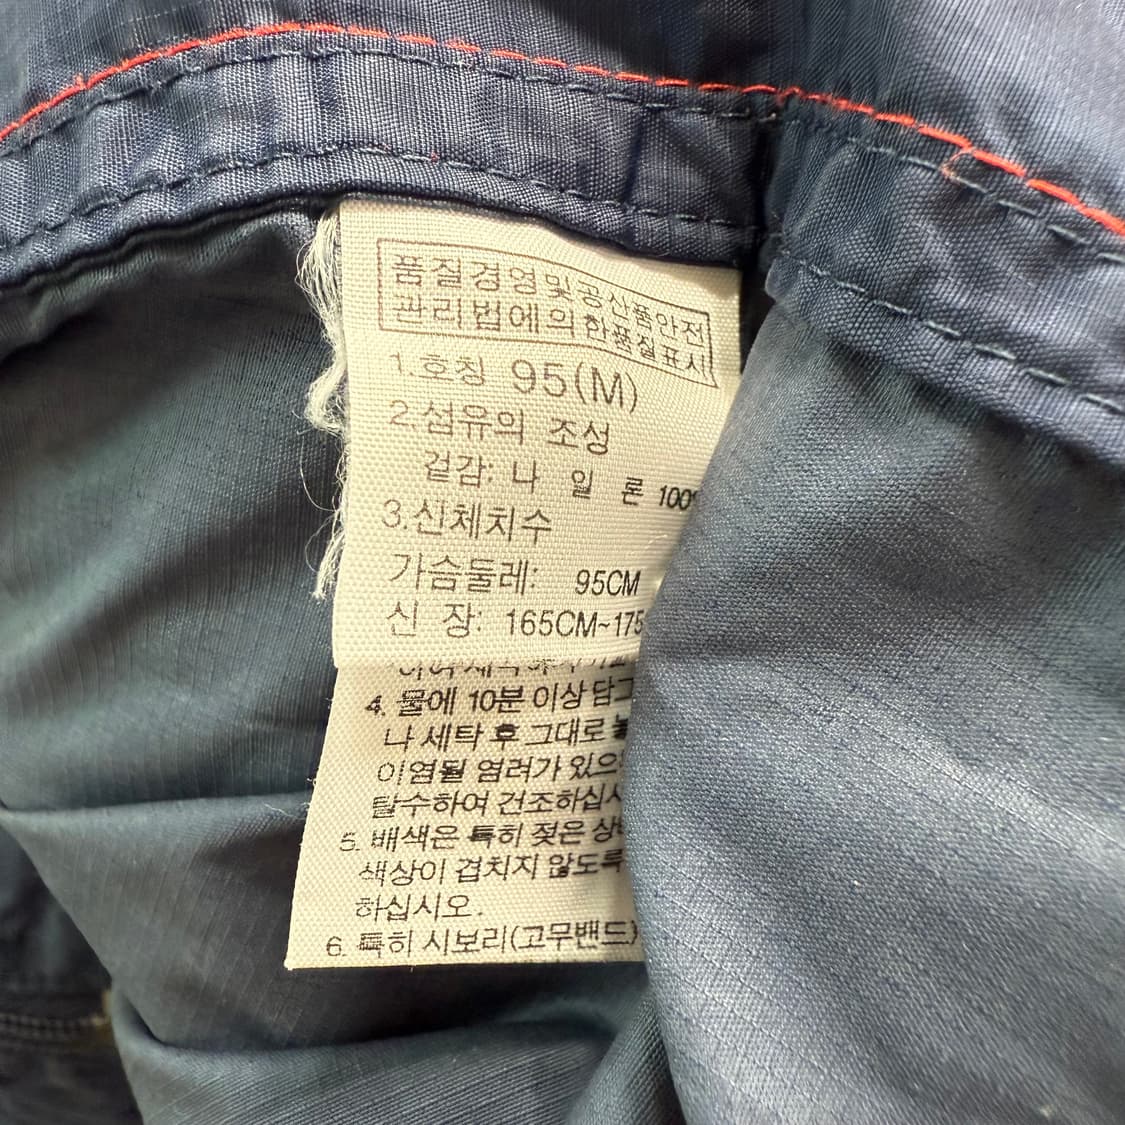 품질경영및공산품안전
관리법에의한품질표시
1.호칭 95(M)
2.섬유의 조성
겉감: 나 일 론 100%
3.신체치수
가슴둘레: 95CM
신 장: 165CM~175
4. 물에 10분 이상 담그
나 세탁 후 그대로
이염될 염려가 있으
탈수하여 건조하십시
5. 배색은 특히 젖은 상
색상이 겹치지 않도록
하십시오.
6. 특히 시보리(고무밴드)